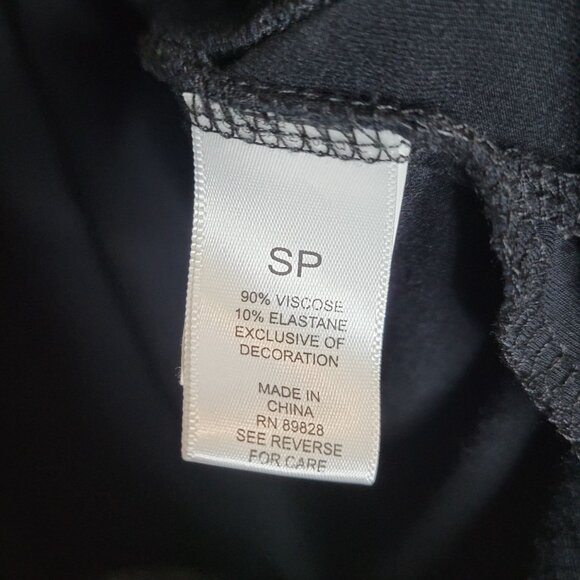 SP
90% VISCOSE
10% ELASTANE
EXCLUSIVE OF
DECORATION
MADE IN
CHINA
RN 89828
SEE REVERSE
FOR CARE